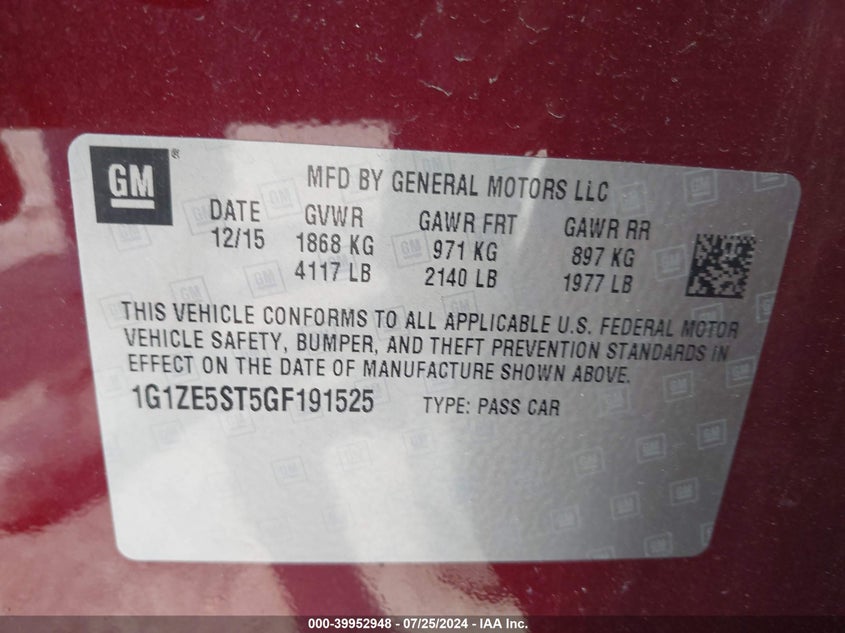 GM®
MFD BY GENERAL MOTORS LLC
DATE GVWR GAWR FRT GAWR RR
12/15 1868 KG 971 KG 897 KG
4117 LB 2140 LB 1977 LB
THIS VEHICLE CONFORMS TO ALL APPLICABLE U.S. FEDERAL MOTOR
VEHICLE SAFETY, BUMPER, AND THEFT PREVENTION STANDARDS IN
EFFECT ON THE DATE OF MANUFACTURE SHOWN ABOVE.
1G1ZE5ST5GF191525 TYPE: PASS CAR
000-39952948 - 07/25/2024 - IAA Inc.